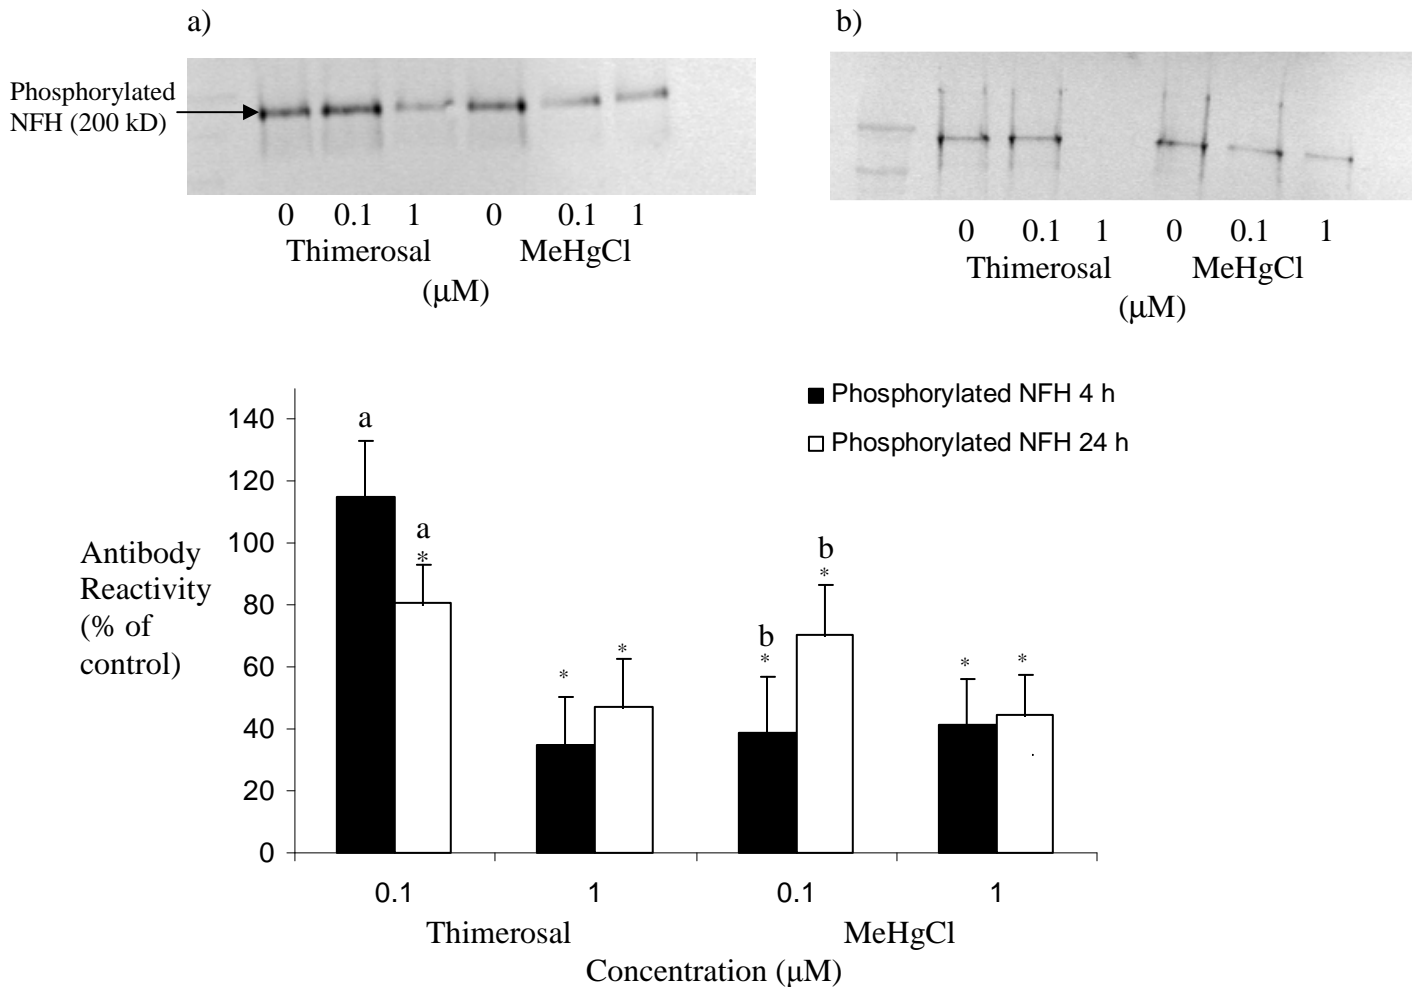 a)
b)
Phosphorylated
NFH (200 kD)
0 0.1 1 0 0.1 1
Thimerosal MeHgCl
(μM)
0 0.1 1 0 0.1 1
Thimerosal MeHgCl
(μM)
Phosphorylated NFH 4 h
Phosphorylated NFH 24 h
Antibody
Reactivity
(% of
control)
140
120
100
80
60
40
20
0
a
a
*
*
*
b
*
b
*
*
*
0.1 1 0.1 1
Thimerosal MeHgCl
Concentration (μM)